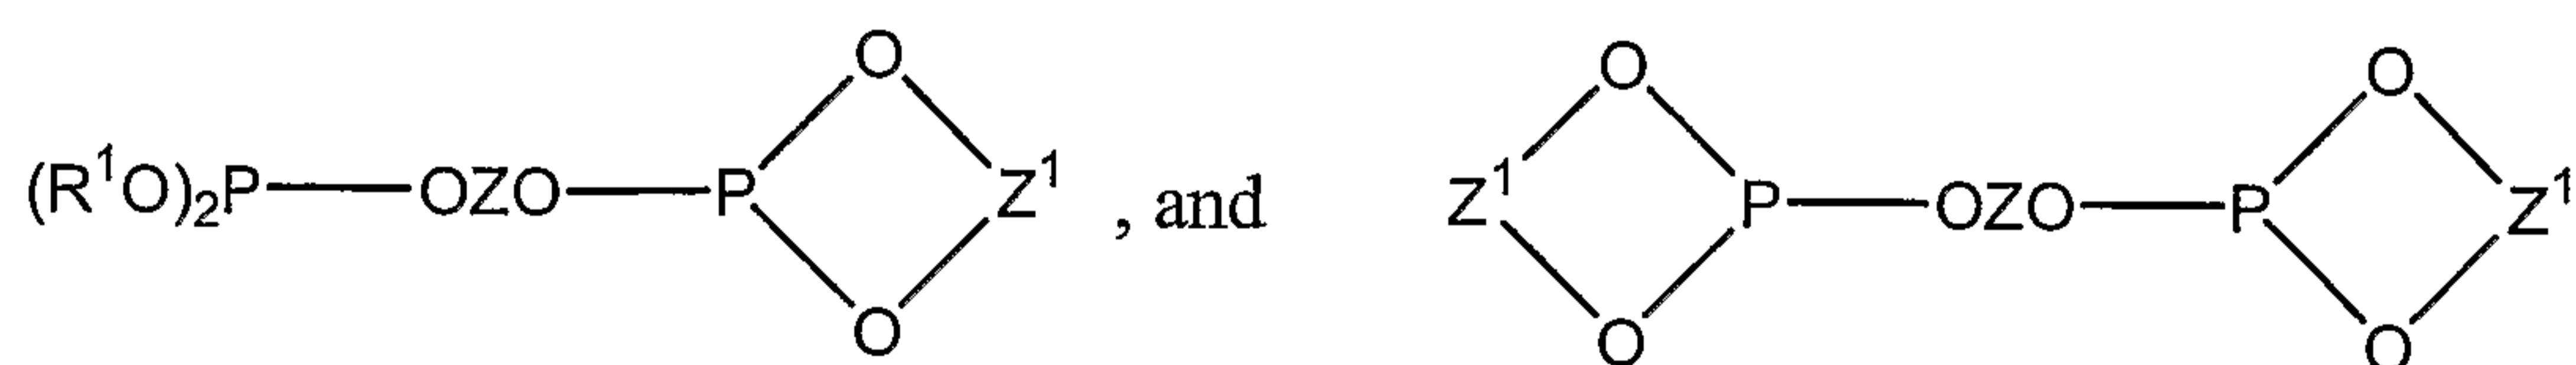 O O O
(R¹O)₂P OZO P Z¹ , and Z¹ P OZO P Z¹
O O O